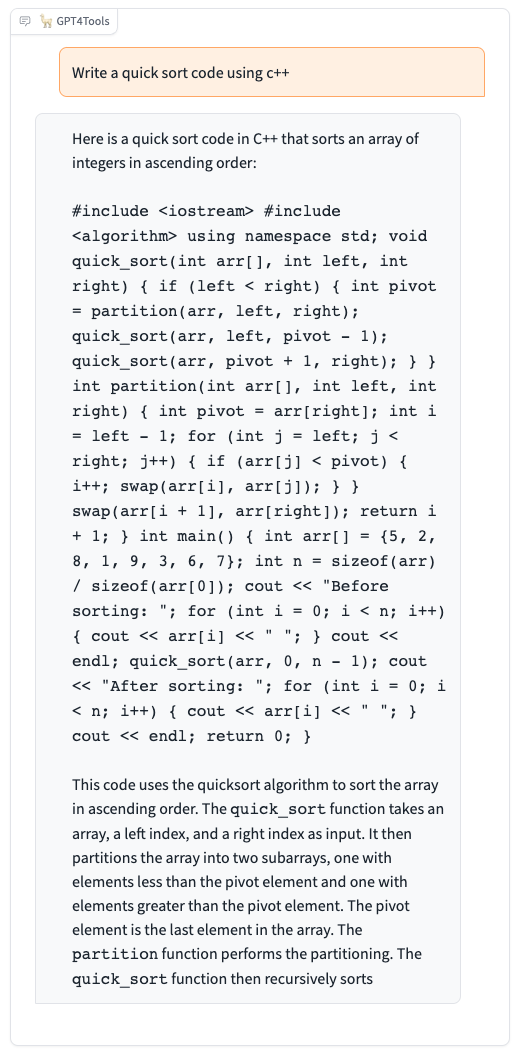 GPT4Tools
Write a quick sort code using c++
Here is a quick sort code in C++ that sorts an array of
integers in ascending order:
#include <iostream> #include
<algorithm> using namespace std; void
quick_sort(int arr[], int left, int
right) { if (left < right) { int pivot
= partition(arr, left, right);
quick_sort(arr, left, pivot - 1);
quick_sort(arr, pivot + 1, right); } }
int partition(int arr[], int left, int
right) { int pivot = arr[right]; int i
= left - 1; for (int j = left; j <
right; j++) { if (arr[j] < pivot) {
i++; swap(arr[i], arr[j]); } }
swap(arr[i + 1], arr[right]); return i
+ 1; } int main() { int arr[] = {5, 2,
8, 1, 9, 3, 6, 7}; int n = sizeof(arr)
/ sizeof(arr[0]); cout << "Before
sorting: "; for (int i = 0; i < n; i++)
{ cout << arr[i] << " "; } cout <<
endl; quick_sort(arr, 0, n - 1); cout
<< "After sorting: "; for (int i = 0; i
< n; i++) { cout << arr[i] << " "; }
cout << endl; return 0; }
This code uses the quicksort algorithm to sort the array
in ascending order. The quick_sort function takes an
array, a left index, and a right index as input. It then
partitions the array into two subarrays, one with
elements less than the pivot element and one with
elements greater than the pivot element. The pivot
element is the last element in the array. The
partition function performs the partitioning. The
quick_sort function then recursively sorts